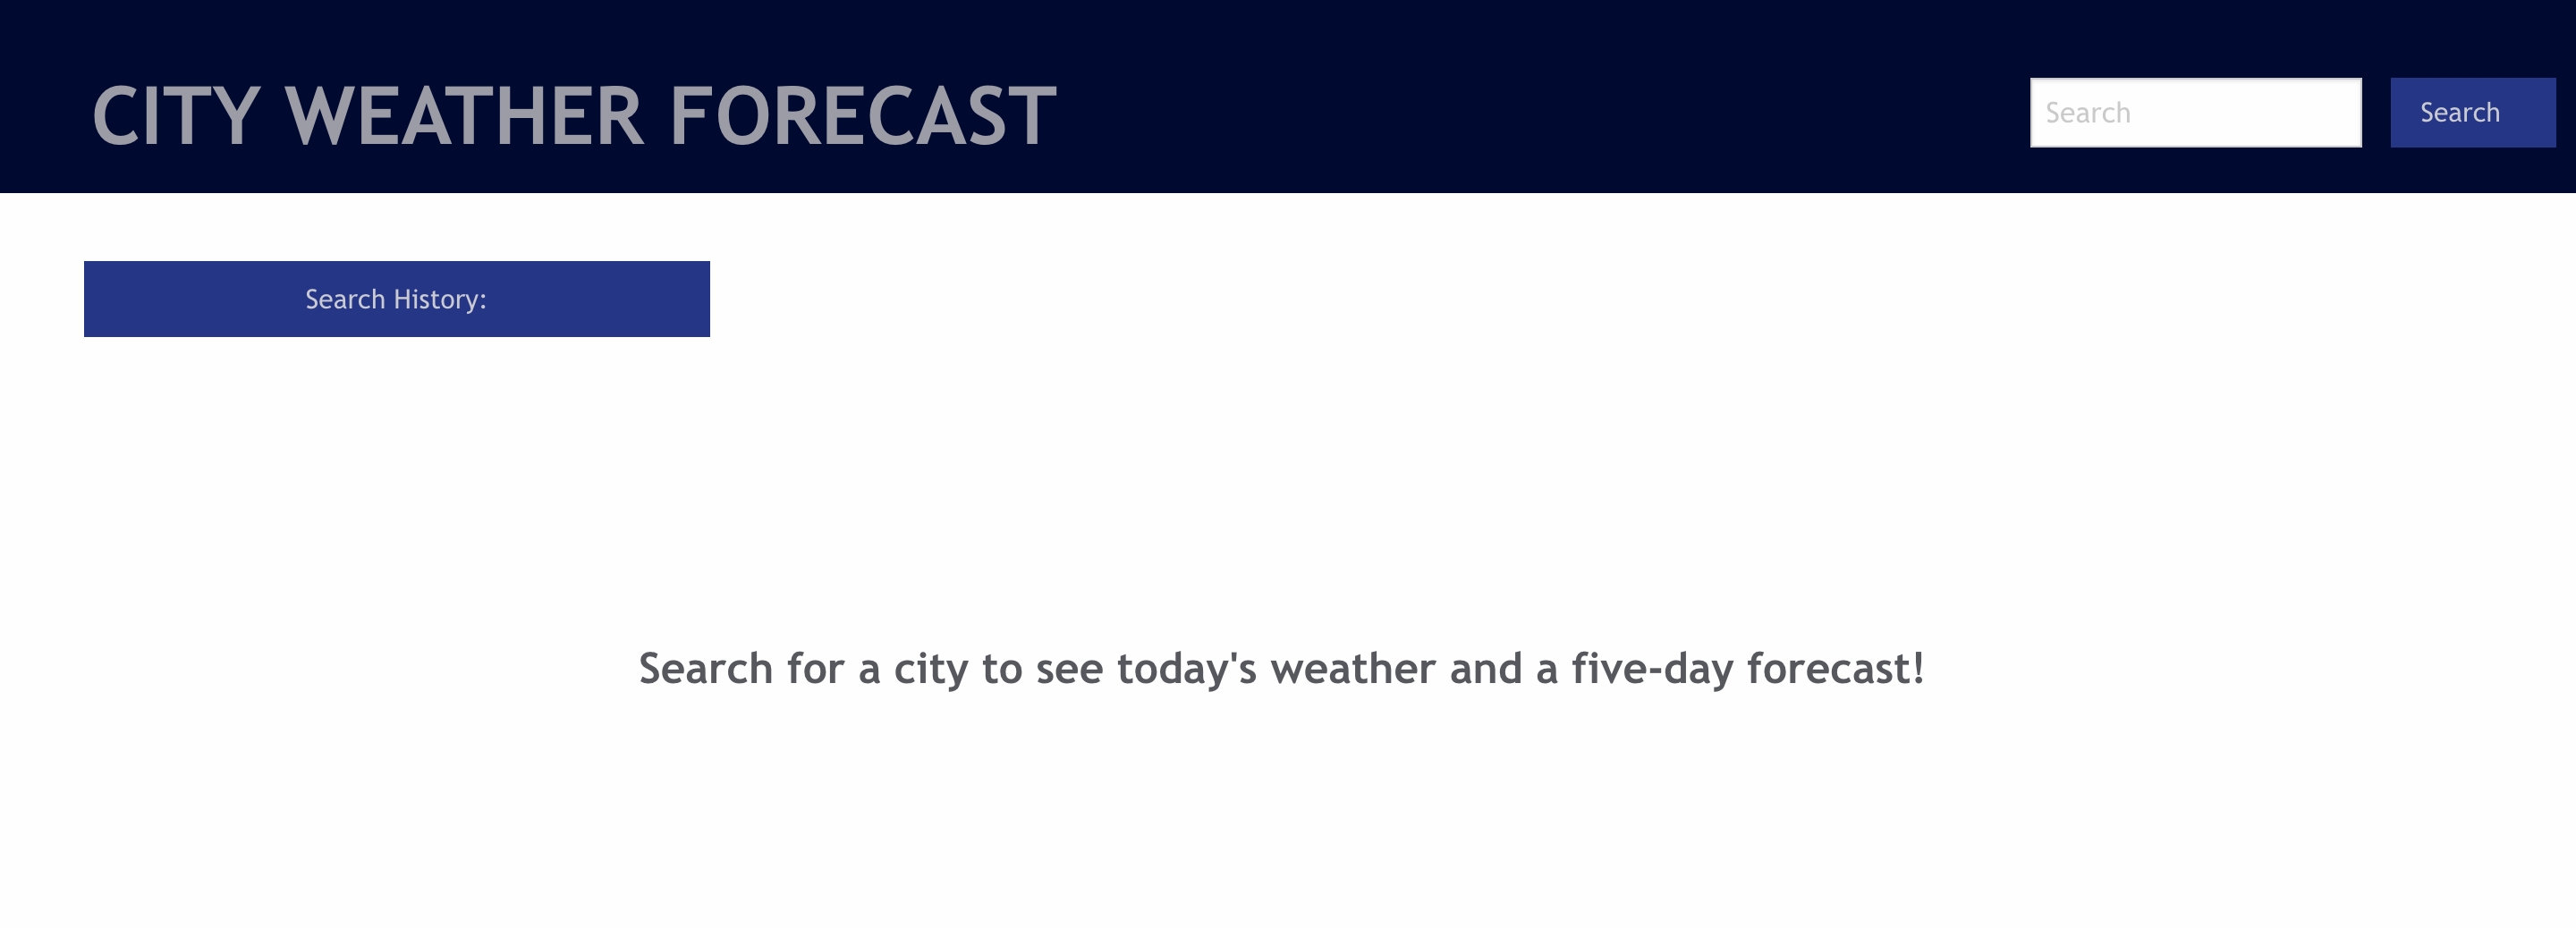 CITY WEATHER FORECAST
Search
Search
Search History:
Search for a city to see today's weather and a five-day forecast!